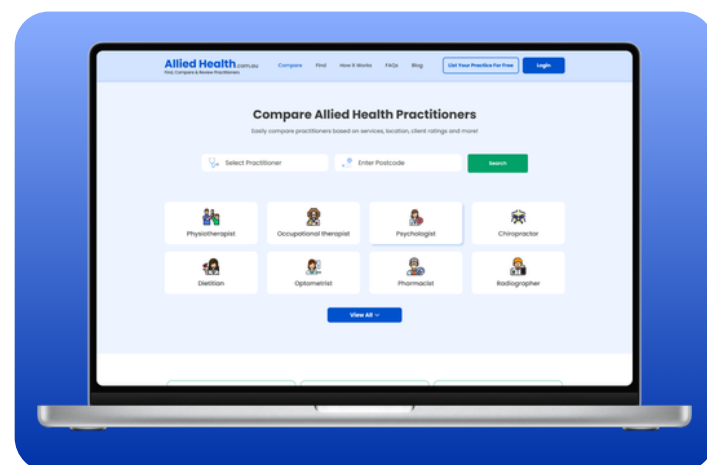 Allied Health.com.au Compare Find How It Works FAQs Blog List Your Practice For Free Login
Find, Compare & Review Practitioners
Compare Allied Health Practitioners
Easily compare practitioners based on services, location, client ratings and more!
Select Practitioner Enter Postcode Search
Physiotherapist Occupational therapist Psychologist Chiropractor
Dietitian Optometrist Pharmacist Radiographer
View All